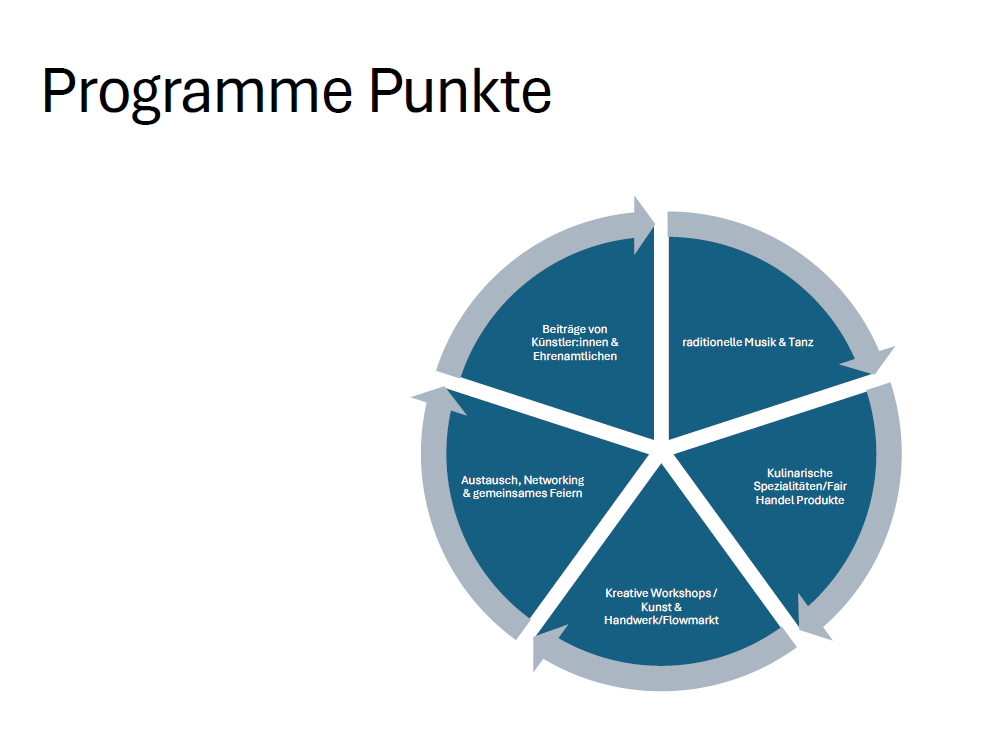 Programme Punkte
Beiträge von
Künstler:innen &
Ehrenamtlichen
raditionelle Musik & Tanz
Kulinarische
Spezialitäten/Fair
Handel Produkte
Austausch, Networking
& gemeinsames Feiern
Kreative Workshops /
Kunst &
Handwerk/Flowmarkt